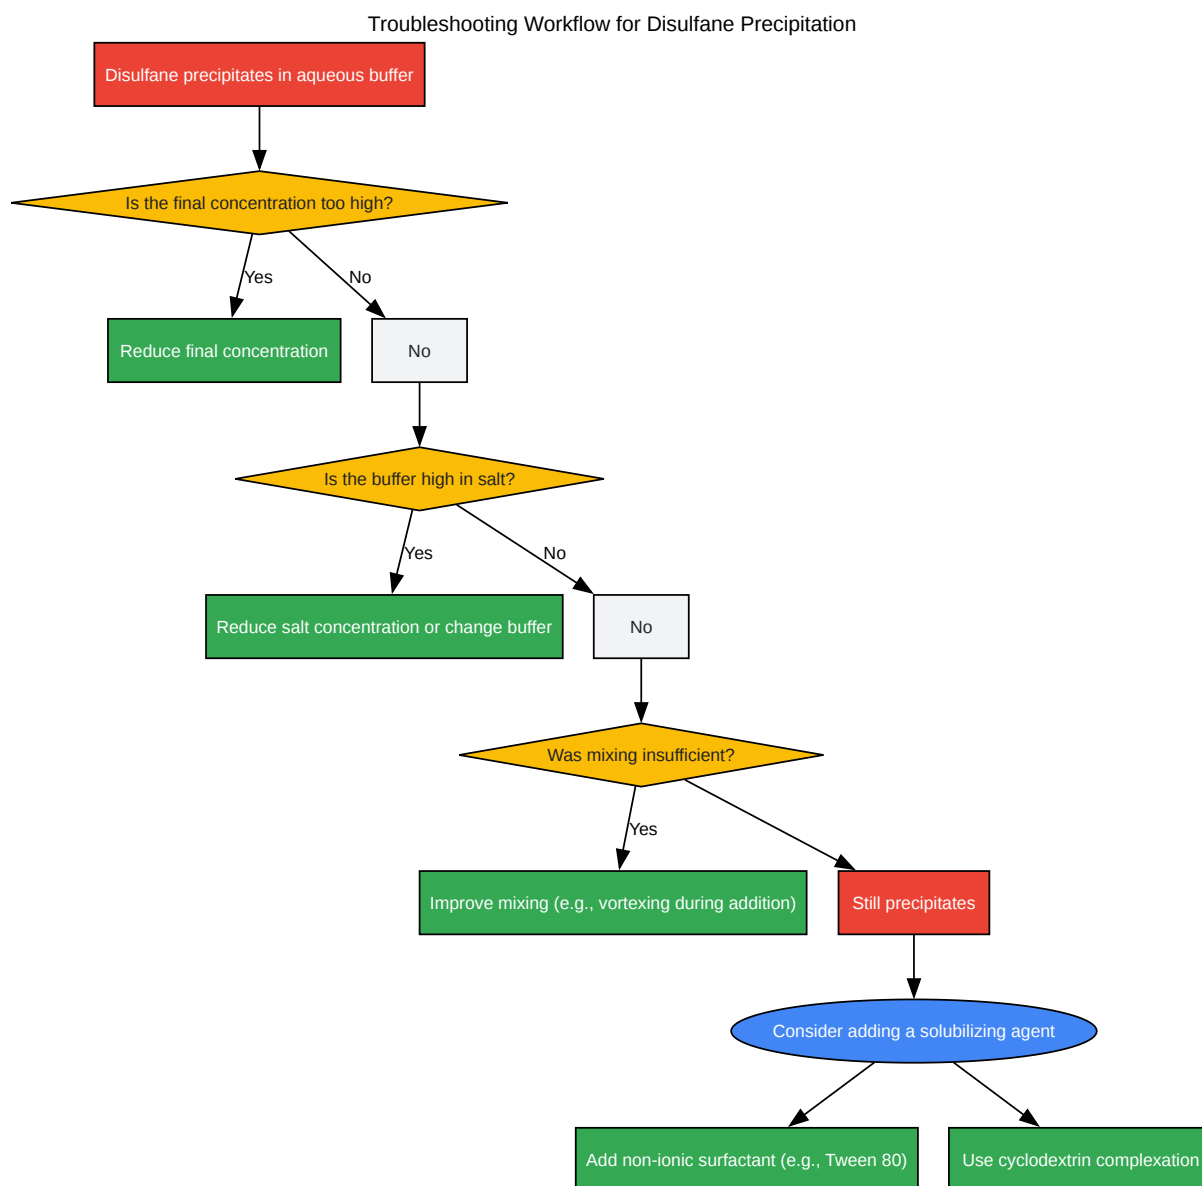 Troubleshooting Workflow for Disulfane Precipitation
Disulfane precipitates in aqueous buffer
Is the final concentration too high?
Yes
No
Reduce final concentration
No
Is the buffer high in salt?
Yes
No
Reduce salt concentration or change buffer
No
Was mixing insufficient?
Yes
Improve mixing (e.g., vortexing during addition)
Still precipitates
Consider adding a solubilizing agent
Add non-ionic surfactant (e.g., Tween 80)
Use cyclodextrin complexation